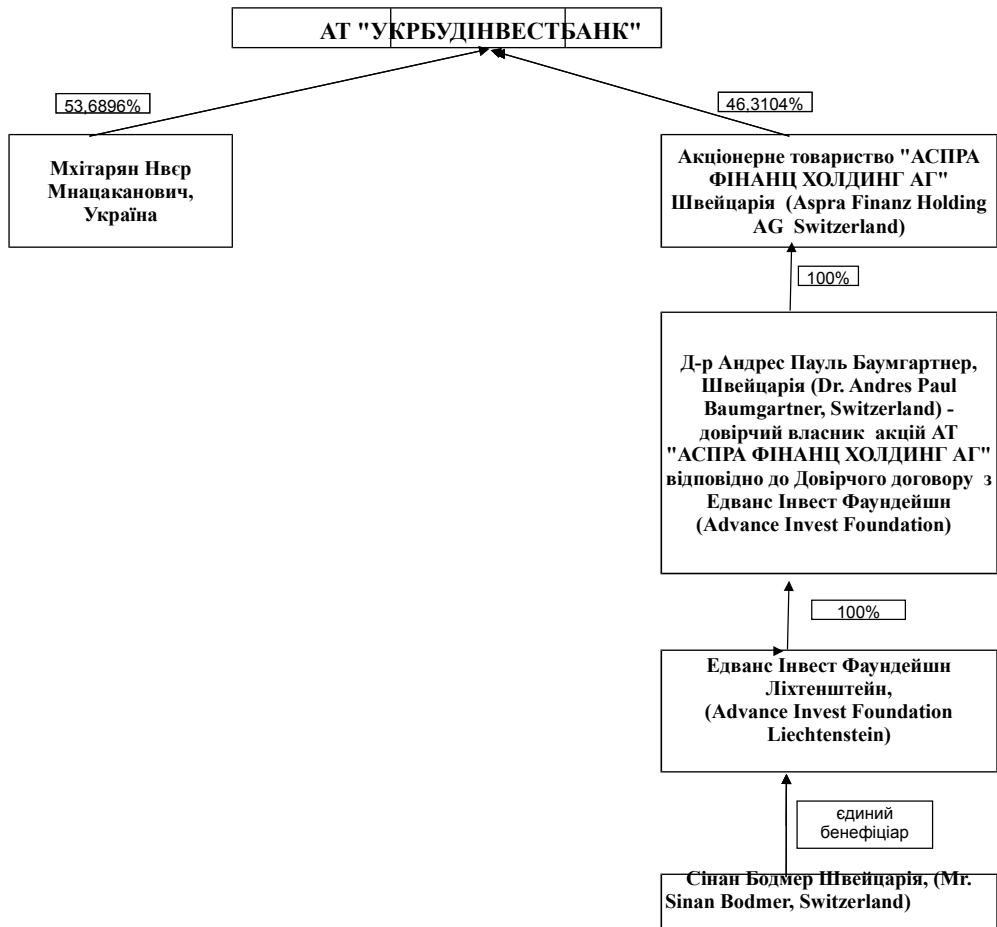 АТ "УКРБУДІНВЕСТБАНК"
53,6896%
46,3104%
Мхітарян Нвєр
Мнацаканович,
Україна
Акціонерне товариство "АСПРА
ФІНАНЦ ХОЛДИНГ АГ"
Швейцарія (Aspra Finanz Holding
AG Switzerland)
100%
Д-р Андрес Пауль Баумгартнер,
Швейцарія (Dr. Andres Paul
Baumgartner, Switzerland) -
довірчий власник акцій АТ
"АСПРА ФІНАНЦ ХОЛДИНГ АГ"
відповідно до Довірчого договору з
Едванс Інвест Фаундейшн
(Advance Invest Foundation)
100%
Едванс Інвест Фаундейшн
Ліхтенштейн,
(Advance Invest Foundation
Liechtenstein)
єдиний
бенефіціар
Сінан Бодмер Швейцарія, (Mr.
Sinan Bodmer, Switzerland)